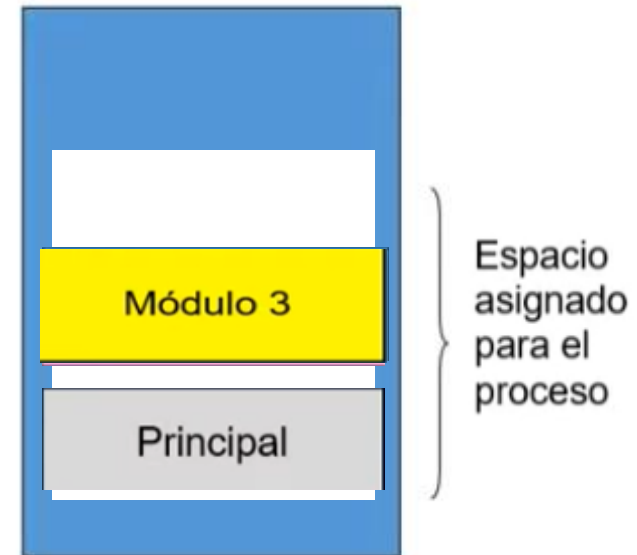 Módulo 3
Principal
Espacio
asignado
para el
proceso